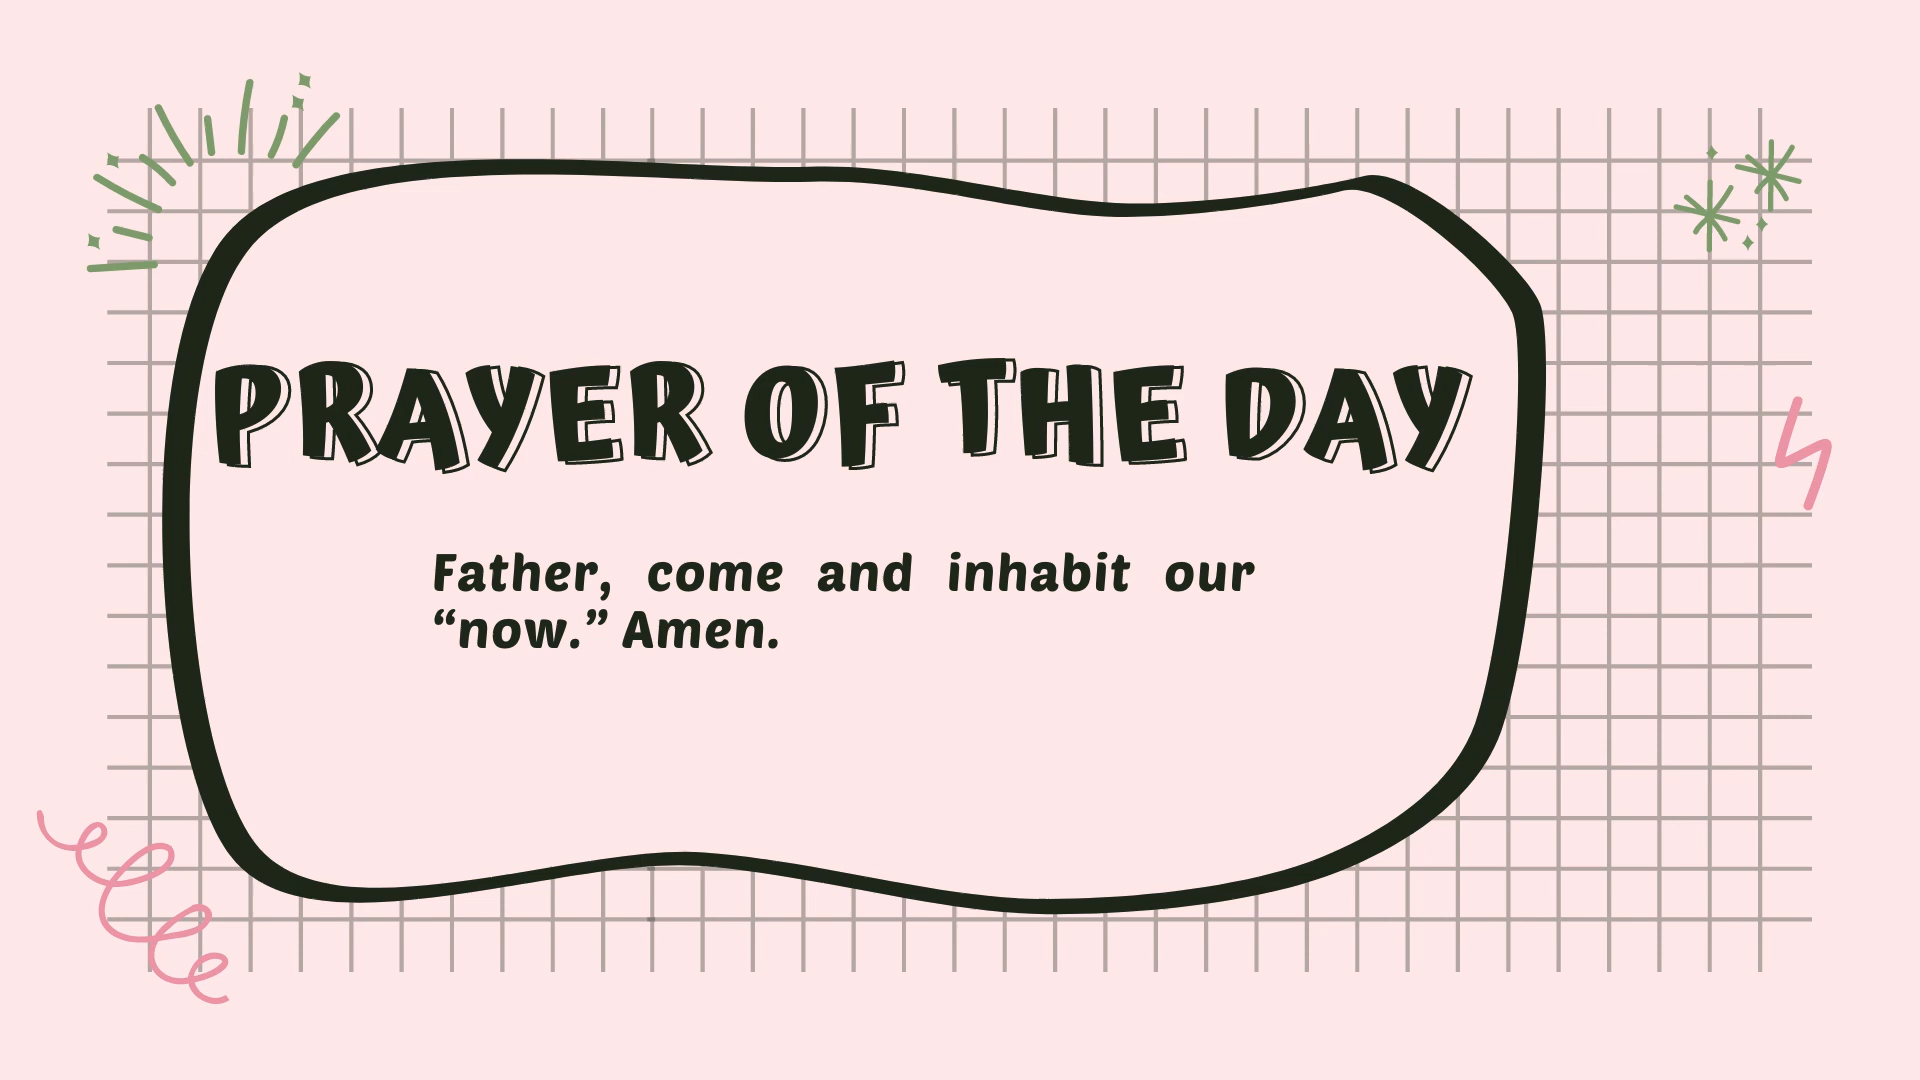 PRAYER OF THE DAY
Father, come and inhabit our
“now.” Amen.